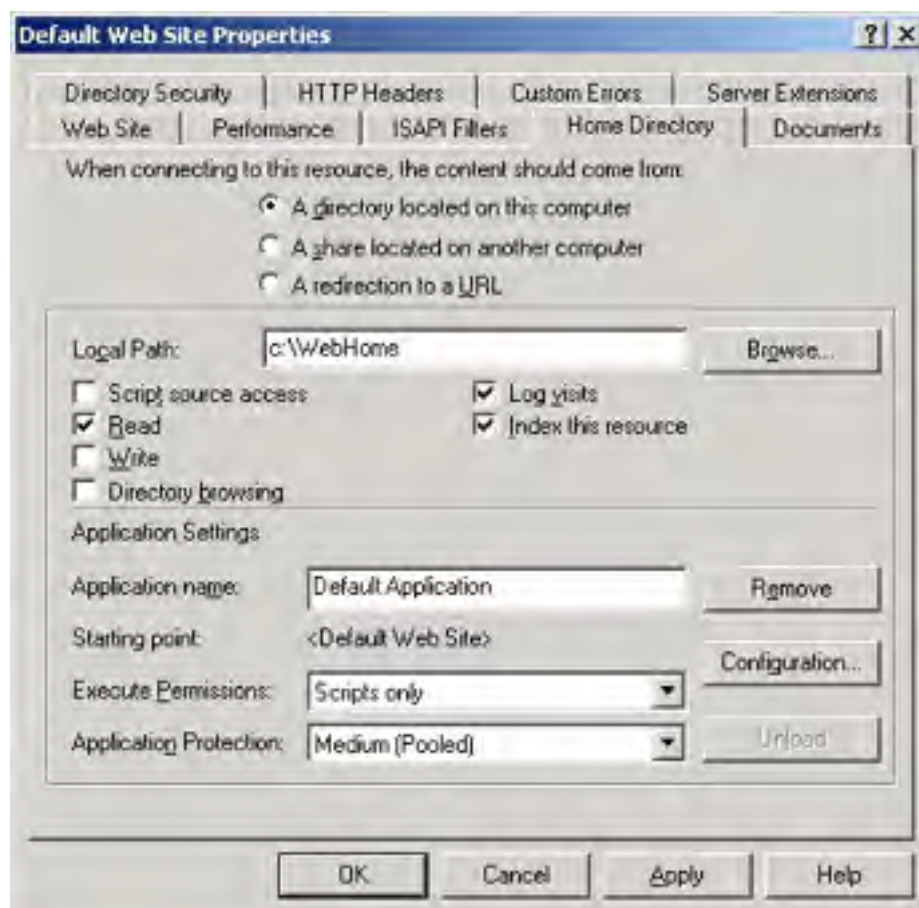 Default Web Site Properties
Directory Security HTTP Headers Custom Errors Server Extensions
Web Site Performance ISAPI Filters Home Directory Documents
When connecting to this resource, the content should come from:
A directory located on this computer
A share located on another computer
A redirection to a URL
Local Path: c:\WebHome Browse...
Script source access Log visits
Read Index this resource
Write
Directory browsing
Application Settings
Application name: Default Application Remove
Starting point: <Default Web Site>
Configuration...
Execute Permissions: Scripts only
Application Protection: Medium (Pooled) Unload
OK Cancel Apply Help